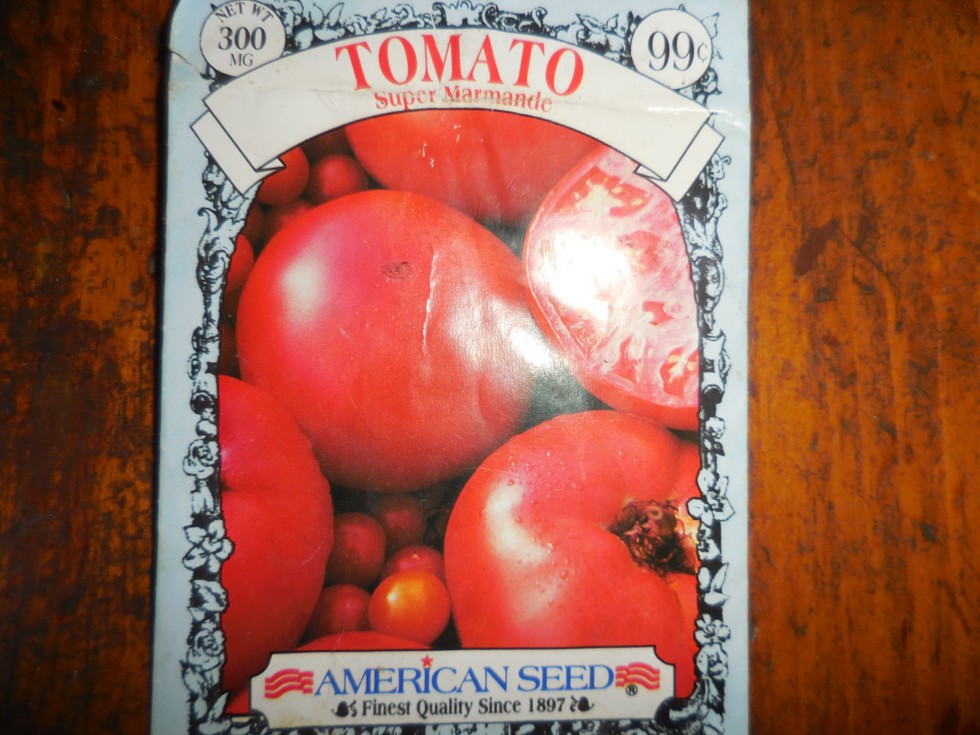 NET WT
300
MG
99¢
TOMATO
Super Marmande
AMERICAN SEED®
Finest Quality Since 1897